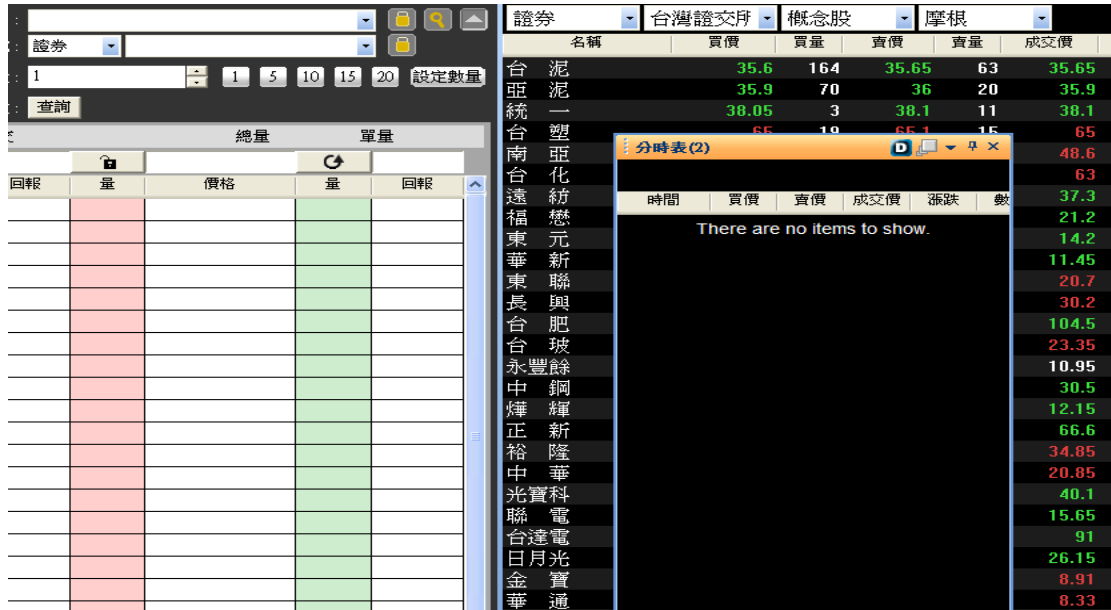 證券 台灣證交所 概念股 摩根
名稱 買價 買量 賣價 賣量 成交價
證券
1 1 5 10 15 20 設定數量
查詢
總量 單量
回報 量 價格 量 回報
台泥 35.6 164 35.65 63 35.65
亞泥 35.9 70 36 20 35.9
統一 38.05 3 38.1 11 38.1
台塑 65 19 65.1 15 65
分時表(2) D
時間 買價 賣價 成交價 漲跌 數
There are no items to show.
南亞 48.6
台化 63
遠紡 37.3
福懋 21.2
東元 14.2
華新 11.45
東聯 20.7
長興 30.2
台肥 104.5
台玻 23.35
永豐餘 10.95
中鋼 30.5
燁輝 12.15
正新 66.6
裕隆 34.85
中華 20.85
光寶科 40.1
聯電 15.65
台達電 91
日月光 26.15
金寶 8.91
華通 8.33